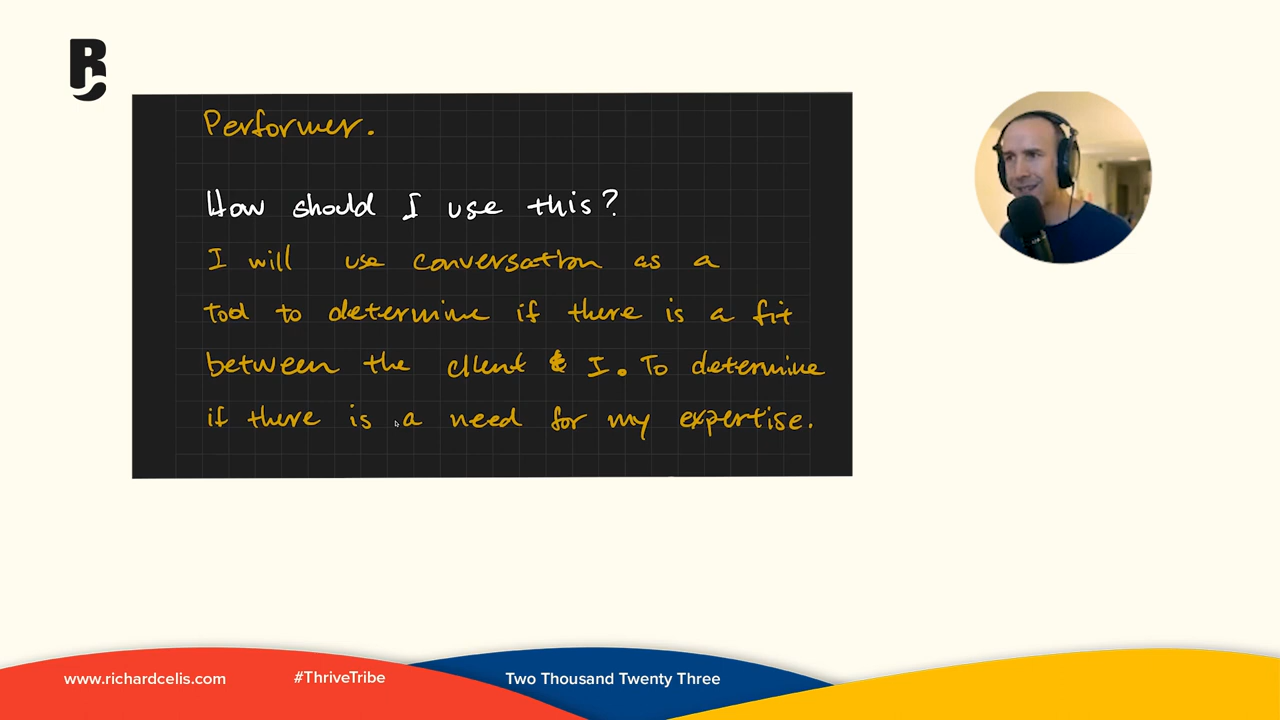 Performer.
How should I use this?
I will use conversation as a
tool to determine if there is a fit
between the client & I. To determine
if there is a need for my expertise.
www.richardcelis.com
#ThriveTribe
Two Thousand Twenty Three